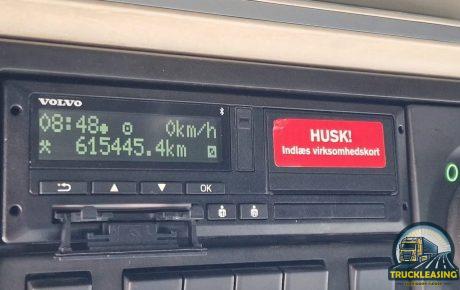 VOLVO
08:48 0km/h
615445.4km
HUSK!
Indlæs virksomhedskort
OK
TRUCKLEASING